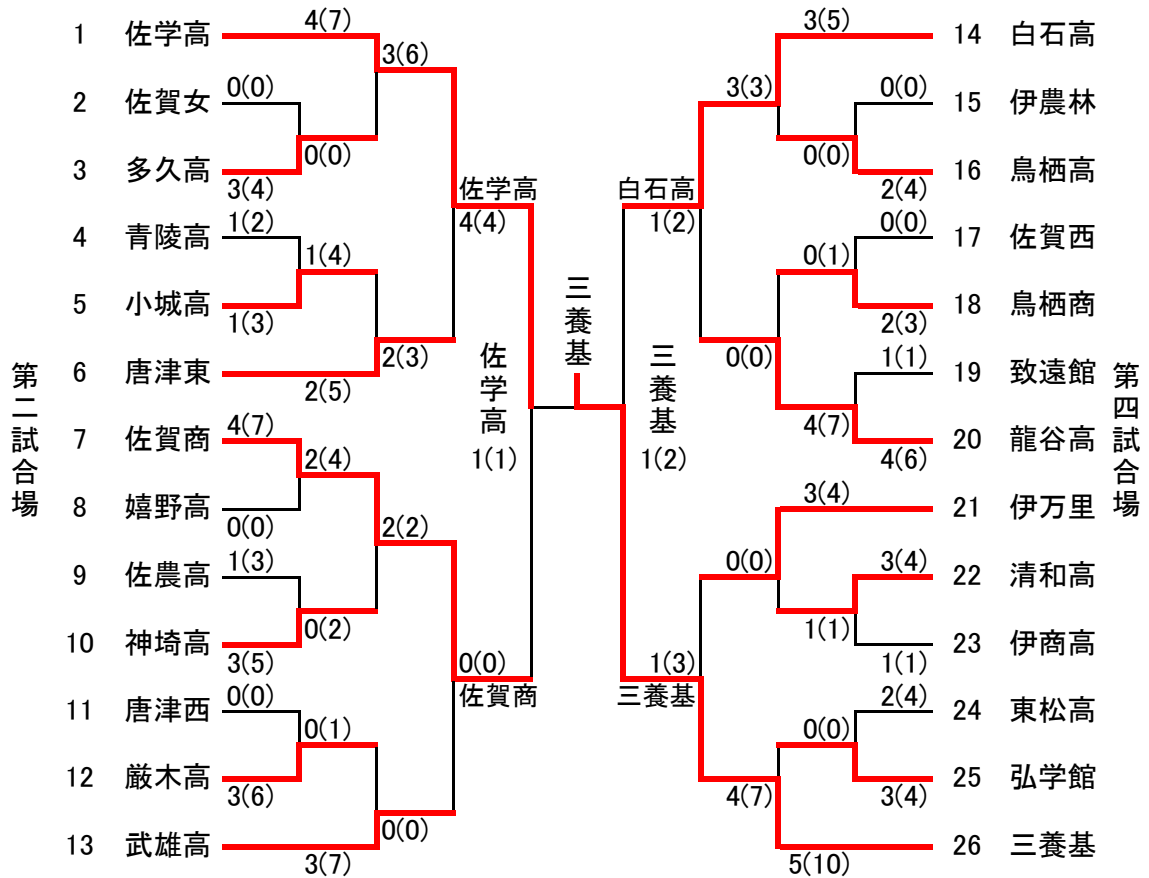 4(7)
1 佐学高
3(6)
0(0)
2 佐賀女
0(0)
3 多久高
3(4)
佐学高
4(4)
1(2)
4 青陵高
1(4)
5 小城高
1(3)
2(3)
6 唐津東
2(5)
第二試合場
4(7)
7 佐賀商
2(4)
8 嬉野高
0(0)
2(2)
1(3)
9 佐農高
0(2)
10 神埼高
3(5)
0(0)
佐賀商
0(0)
11 唐津西
0(1)
12 厳木高
3(6)
0(0)
13 武雄高
3(7)
佐学高
1(1)
三養基
三養基
1(2)
3(5)
14 白石高
3(3)
0(0)
15 伊農林
0(0)
16 鳥栖高
2(4)
白石高
1(2)
0(0)
17 佐賀西
0(1)
18 鳥栖商
2(3)
0(0)
1(1)
19 致遠館
4(7)
20 龍谷高
4(6)
第四試合場
3(4)
21 伊万里
0(0)
3(4)
22 清和高
1(1)
23 伊商高
1(1)
1(3)
三養基
2(4)
24 東松高
0(0)
25 弘学館
3(4)
4(7)
26 三養基
5(10)